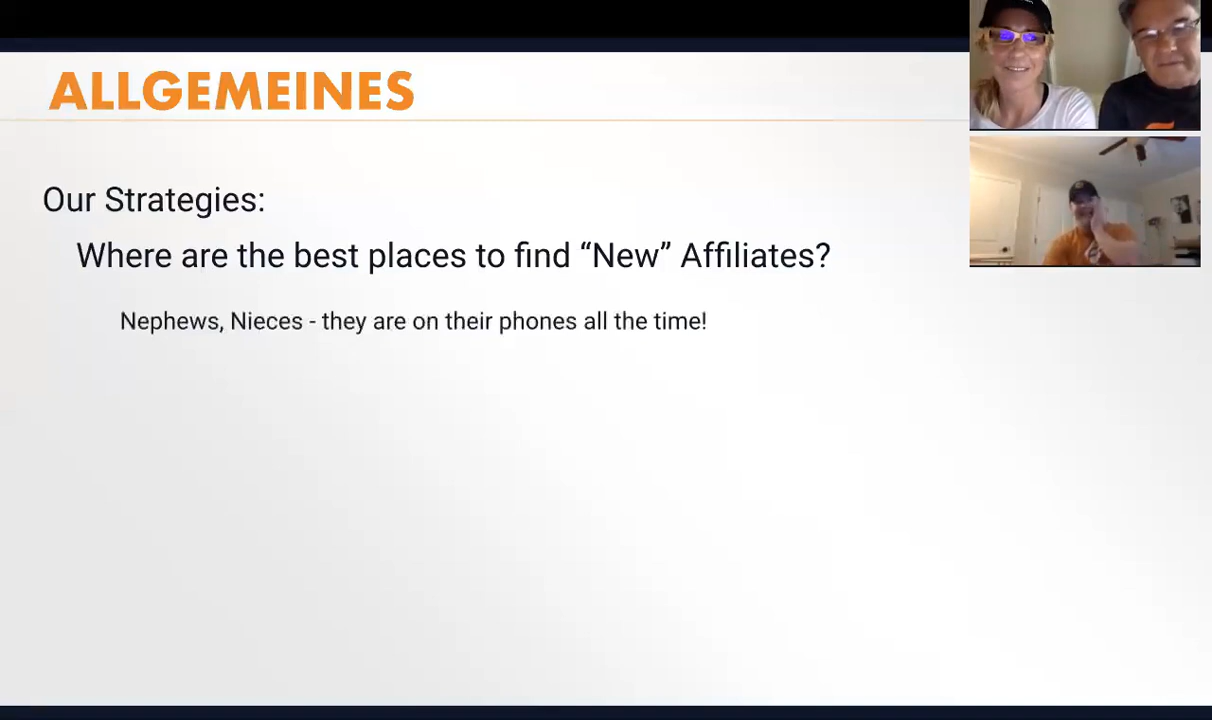 ALLGEMEINES
Our Strategies:
Where are the best places to find “New” Affiliates?
Nephews, Nieces - they are on their phones all the time!